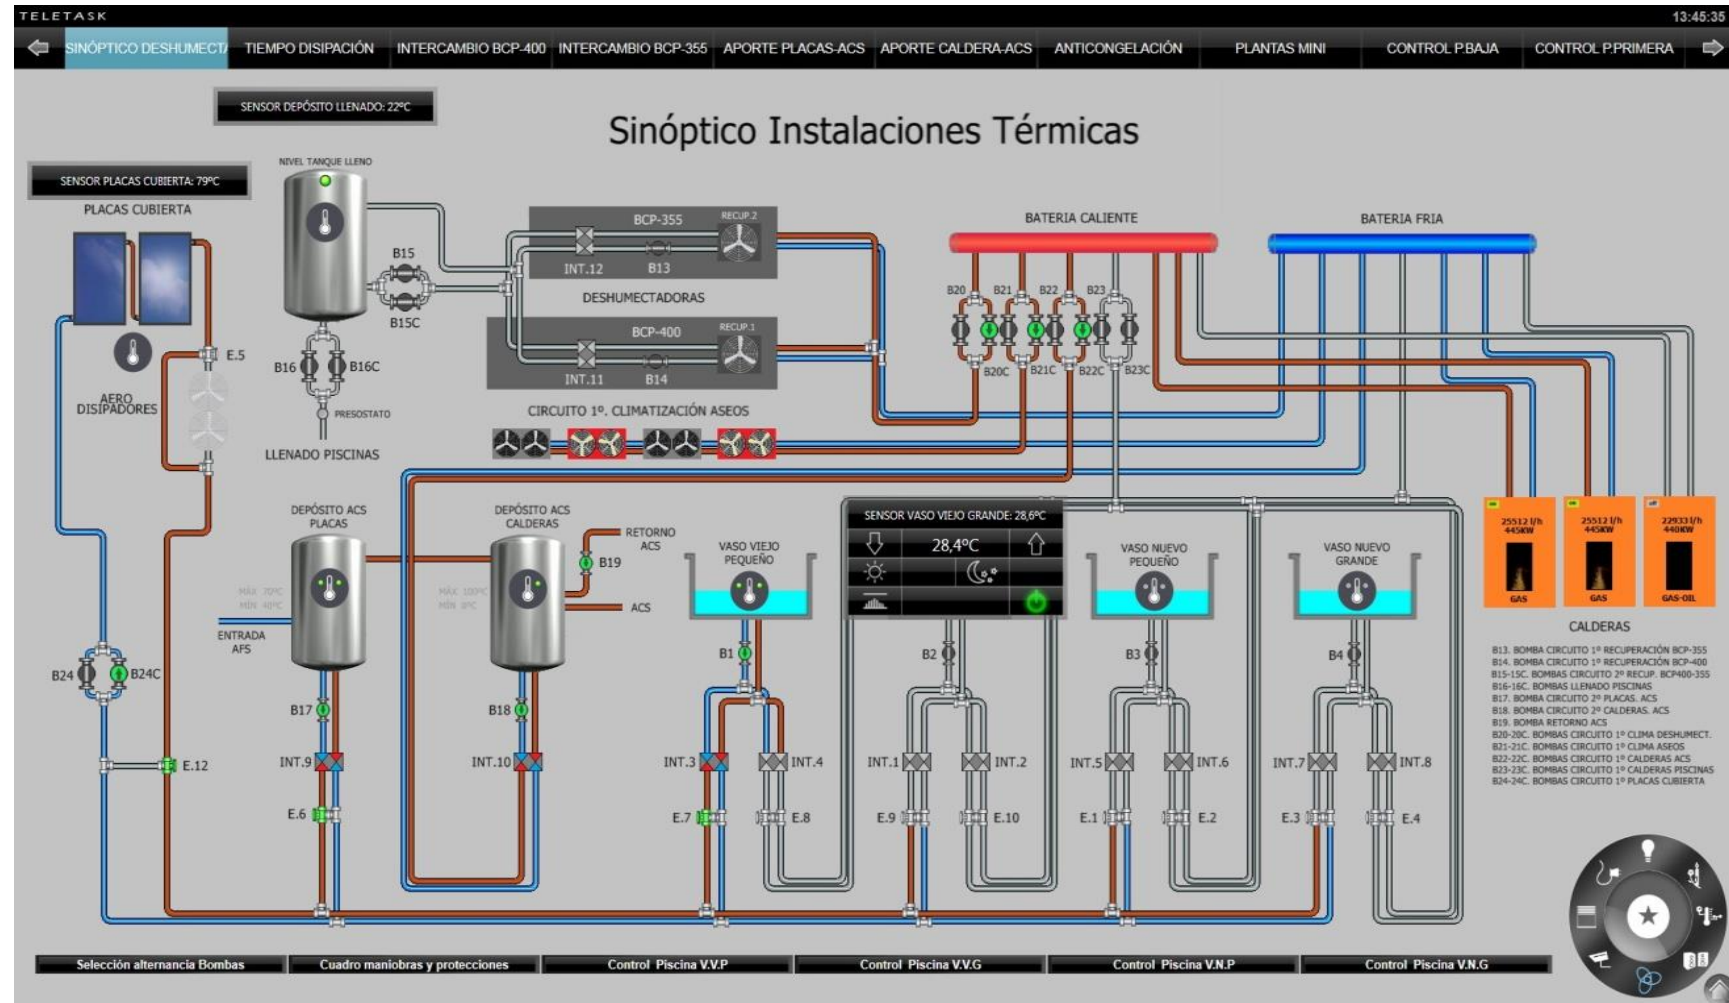 TELETASK
13:45:35
SINÓPTICO DESHUMECTA
TIEMPO DISIPACIÓN
INTERCAMBIO BCP-400
INTERCAMBIO BCP-355
APORTE PLACAS-ACS
APORTE CALDERA-ACS
ANTICONGELACIÓN
PLANTAS MINI
CONTROL P.BAJA
CONTROL P.PRIMERA
SENSOR DEPÓSITO LLENADO: 22ºC
Sinóptico Instalaciones Térmicas
NIVEL TANQUE LLENO
SENSOR PLACAS CUBIERTA: 79ºC
PLACAS CUBIERTA
BCP-355
RECUP.2
INT.12
B13
B15
B15C
DESHUMECTADORAS
BCP-400
RECUP.1
INT.11
B14
BATERIA CALIENTE
BATERIA FRIA
B20
B21
B22
B23
B20C
B21C
B22C
B23C
E.5
B16
B16C
AERO
DISIPADORES
PRESOSTATO
LLENADO PISCINAS
CIRCUITO 1º. CLIMATIZACIÓN ASEOS
DEPÓSITO ACS
PLACAS
DEPÓSITO ACS
CALDERAS
RETORNO
ACS
B19
ACS
MÁX 70ºC
MÍN 40ºC
MÁX 100ºC
MÍN 0ºC
ENTRADA
AFS
VASO VIEJO
PEQUEÑO
SENSOR VASO VIEJO GRANDE: 28,6ºC
28,4ºC
VASO NUEVO
PEQUEÑO
VASO NUEVO
GRANDE
25512 l/h
445KW
GAS
25512 l/h
445KW
GAS
22933 l/h
440KW
GAS-OIL
CALDERAS
B13. BOMBA CIRCUITO 1º RECUPERACIÓN BCP-355
B14. BOMBA CIRCUITO 1º RECUPERACIÓN BCP-400
B15-15C. BOMBAS CIRCUITO 2º RECUP. BCP400-355
B16-16C. BOMBAS LLENADO PISCINAS
B17. BOMBA CIRCUITO 2º PLACAS. ACS
B18. BOMBA CIRCUITO 2º CALDERAS. ACS
B19. BOMBA RETORNO ACS
B20-20C. BOMBAS CIRCUITO 1º CLIMA DESHUMECT.
B21-21C. BOMBAS CIRCUITO 1º CLIMA ASEOS
B22-22C. BOMBAS CIRCUITO 1º CALDERAS ACS
B23-23C. BOMBAS CIRCUITO 1º CALDERAS PISCINAS
B24-24C. BOMBAS CIRCUITO 1º PLACAS CUBIERTA
B24
B24C
B17
B18
B1
B2
B3
B4
E.12
INT.9
INT.10
INT.3
INT.4
INT.1
INT.2
INT.5
INT.6
INT.7
INT.8
E.6
E.7
E.8
E.9
E.10
E.1
E.2
E.3
E.4
Selección alternancia Bombas
Cuadro maniobras y protecciones
Control Piscina V.V.P
Control Piscina V.V.G
Control Piscina V.N.P
Control Piscina V.N.G